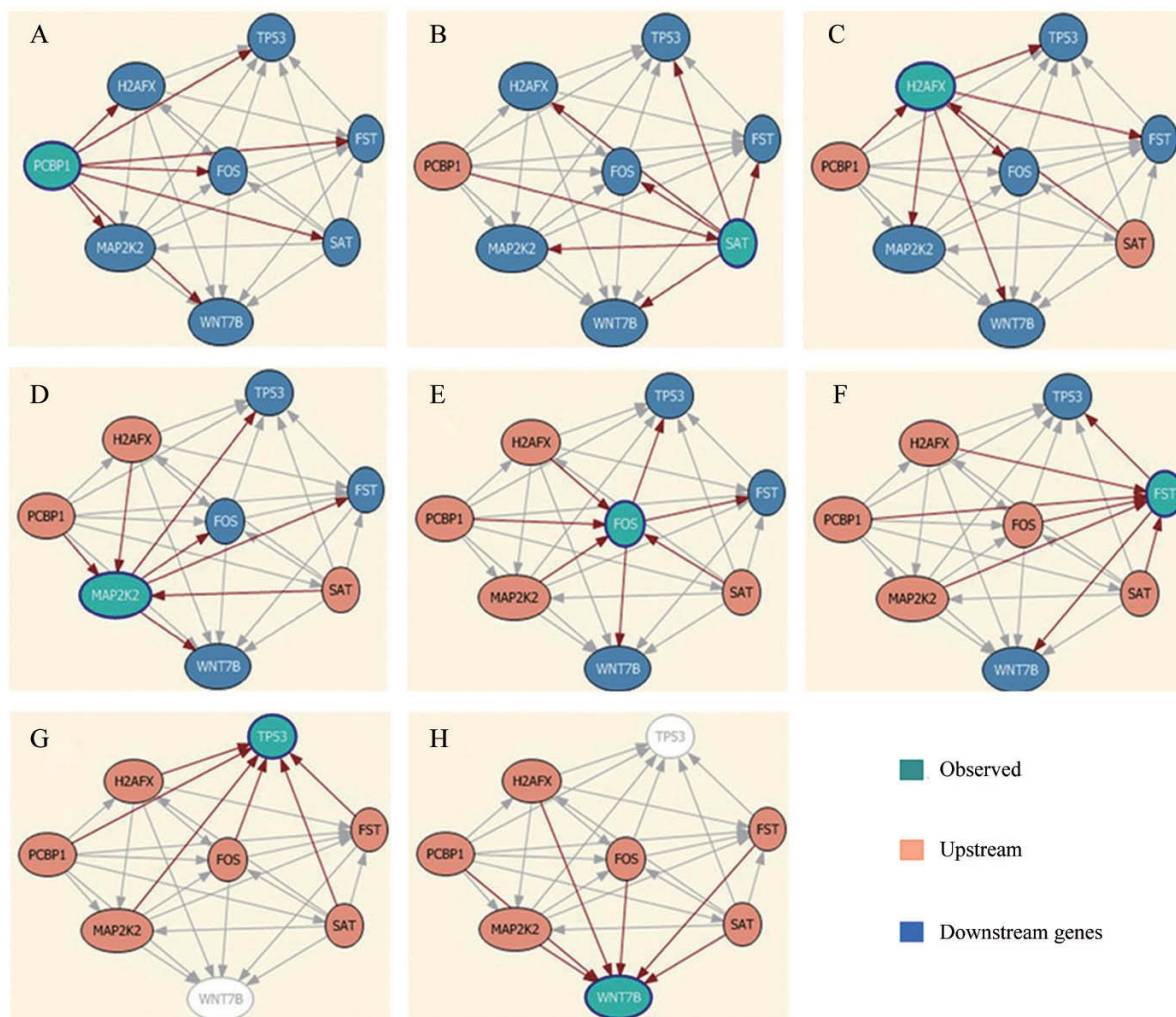 A
TP53
H2AFX
FST
PCBP1
FOS
SAT
MAP2K2
WNT7B
B
TP53
H2AFX
FST
PCBP1
FOS
SAT
MAP2K2
WNT7B
C
TP53
H2AFX
FST
PCBP1
FOS
SAT
MAP2K2
WNT7B
D
TP53
H2AFX
FST
PCBP1
FOS
SAT
MAP2K2
WNT7B
E
TP53
H2AFX
FST
PCBP1
FOS
SAT
MAP2K2
WNT7B
F
TP53
H2AFX
FST
PCBP1
FOS
SAT
MAP2K2
WNT7B
G
TP53
H2AFX
FST
PCBP1
FOS
SAT
MAP2K2
WNT7B
H
TP53
H2AFX
FST
PCBP1
FOS
SAT
MAP2K2
WNT7B
Observed
Upstream
Downstream genes